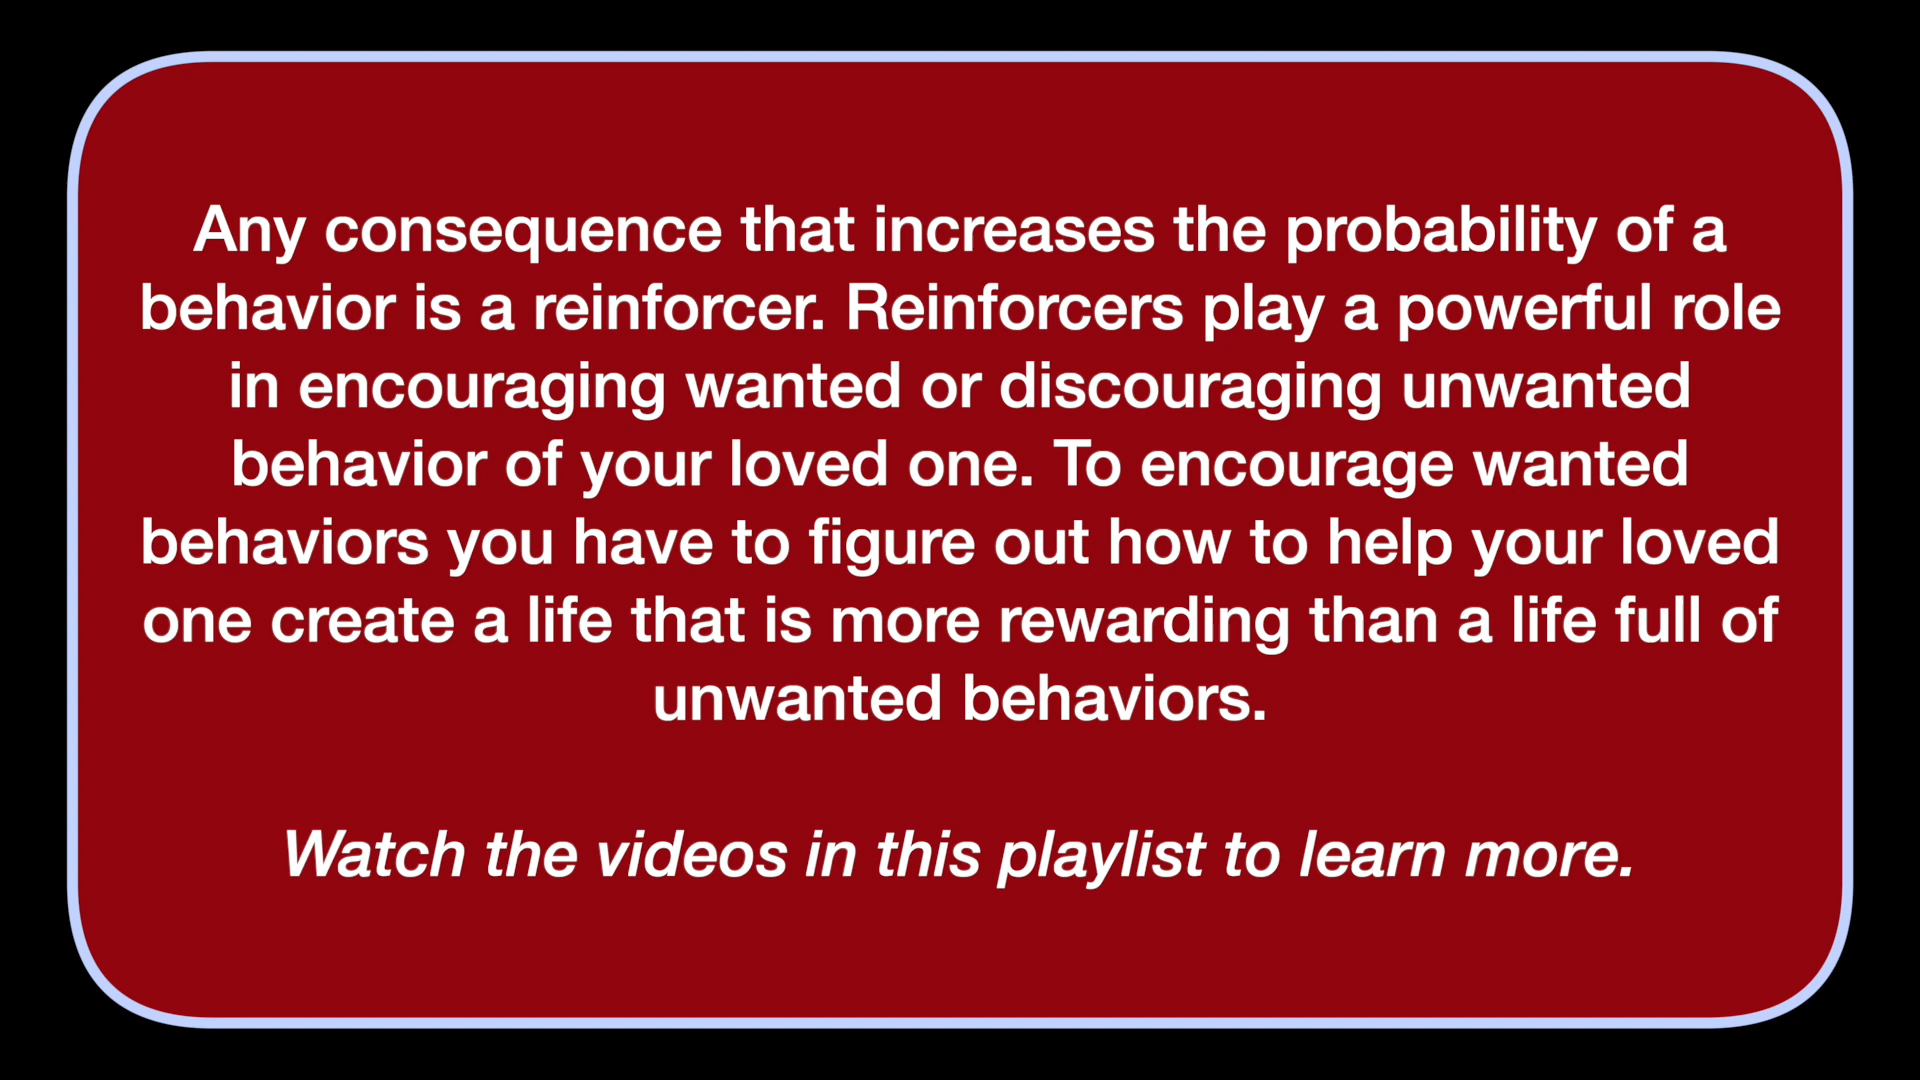 Any consequence that increases the probability of a
behavior is a reinforcer. Reinforcers play a powerful role
in encouraging wanted or discouraging unwanted
behavior of your loved one. To encourage wanted
behaviors you have to figure out how to help your loved
one create a life that is more rewarding than a life full of
unwanted behaviors.
Watch the videos in this playlist to learn more.